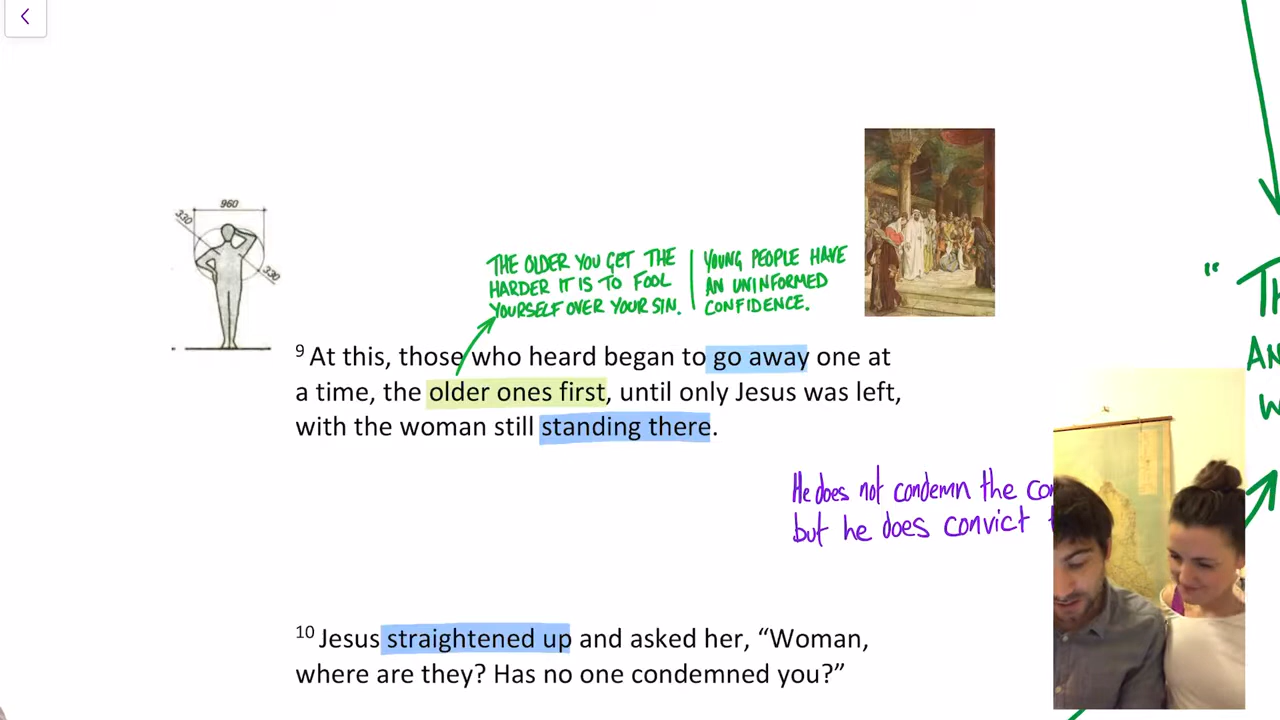 960
330
330
THE OLDER YOU GET THE
HARDER IT IS TO FOOL
YOURSELF OVER YOUR SIN.
YOUNG PEOPLE HAVE
AN UNINFORMED
CONFIDENCE.
9 At this, those who heard began to go away one at
a time, the older ones first, until only Jesus was left,
with the woman still standing there.
He does not condemn the
but he does convict
10 Jesus straightened up and asked her, “Woman,
where are they? Has no one condemned you?”